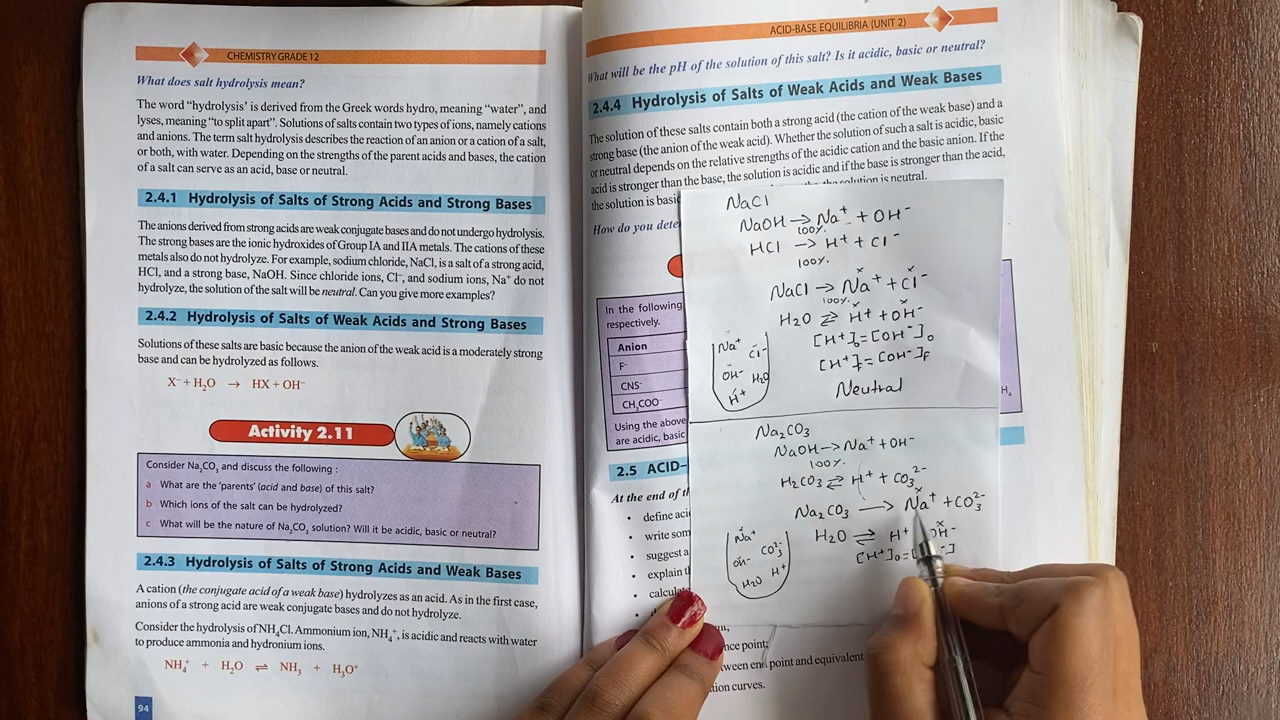 CHEMISTRY GRADE 12
What does salt hydrolysis mean?
The word “hydrolysis’ is derived from the Greek words hydro, meaning “water”, and
lyses, meaning “to split apart”. Solutions of salts contain two types of ions, namely cations
and anions. The term salt hydrolysis describes the reaction of an anion or a cation of a salt,
or both, with water. Depending on the strengths of the parent acids and bases, the cation
of a salt can serve as an acid, base or neutral.
2.4.1 Hydrolysis of Salts of Strong Acids and Strong Bases
The anions derived from strong acids are weak conjugate bases and do not undergo hydrolysis.
The strong bases are the ionic hydroxides of Group IA and IIA metals. The cations of these
metals also do not hydrolyze. For example, sodium chloride, NaCl, is a salt of a strong acid,
HCl, and a strong base, NaOH. Since chloride ions, Cl⁻, and sodium ions, Na⁺ do not
hydrolyze, the solution of the salt will be neutral. Can you give more examples?
2.4.2 Hydrolysis of Salts of Weak Acids and Strong Bases
Solutions of these salts are basic because the anion of the weak acid is a moderately strong
base and can be hydrolyzed as follows.
X⁻ + H₂O → HX + OH⁻
Activity 2.11
Consider Na₂CO₃ and discuss the following :
a What are the ‘parents’ (acid and base) of this salt?
b Which ions of the salt can be hydrolyzed?
c What will be the nature of Na₂CO₃ solution? Will it be acidic, basic or neutral?
2.4.3 Hydrolysis of Salts of Strong Acids and Weak Bases
A cation (the conjugate acid of a weak base) hydrolyzes as an acid. As in the first case,
anions of a strong acid are weak conjugate bases and do not hydrolyze.
Consider the hydrolysis of NH₄Cl. Ammonium ion, NH₄⁺, is acidic and reacts with water
to produce ammonia and hydronium ions.
NH₄⁺ + H₂O ⇌ NH₃ + H₃O⁺
94
ACID-BASE EQUILIBRIA (UNIT 2)
What will be the pH of the solution of this salt? Is it acidic, basic or neutral?
2.4.4 Hydrolysis of Salts of Weak Acids and Weak Bases
The solution of these salts contain both a strong acid (the cation of the weak base) and a
strong base (the anion of the weak acid). Whether the solution of such a salt is acidic, basic
or neutral depends on the relative strengths of the acidic cation and the basic anion. If the
acid is stronger than the base, the solution is acidic and if the base is stronger than the acid,
the solution is basic
solution is neutral.
How do you
In the following
respectively.
Anion
F⁻
CNS⁻
CH₃COO⁻
Using the above
are acidic, basic
2.5 ACID–
At the end of
• define
• write som
• suggest a
• explain
• calculate
point;
end point and equivalent
curves.
NaCl
NaOH → Na⁺ + OH⁻
100%
HCl → H⁺ + Cl⁻
100%
NaCl → Na⁺ + Cl⁻
100%
H₂O ⇌ H⁺ + OH⁻
[H⁺]₀ = [OH⁻]₀
[H⁺]F = [OH⁻]F
Neutral
Na⁺
Cl⁻
OH⁻ H₂O
H⁺
Na₂CO₃
NaOH → Na⁺ + OH⁻
100%
H₂CO₃ ⇌ H⁺ + CO₃²⁻
Na₂CO₃ → Na⁺ + CO₃²⁻
H₂O ⇌ H⁺ OH⁻
[H⁺]₀ = [
Na⁺
OH⁻ CO₃²⁻
H₂O H⁺